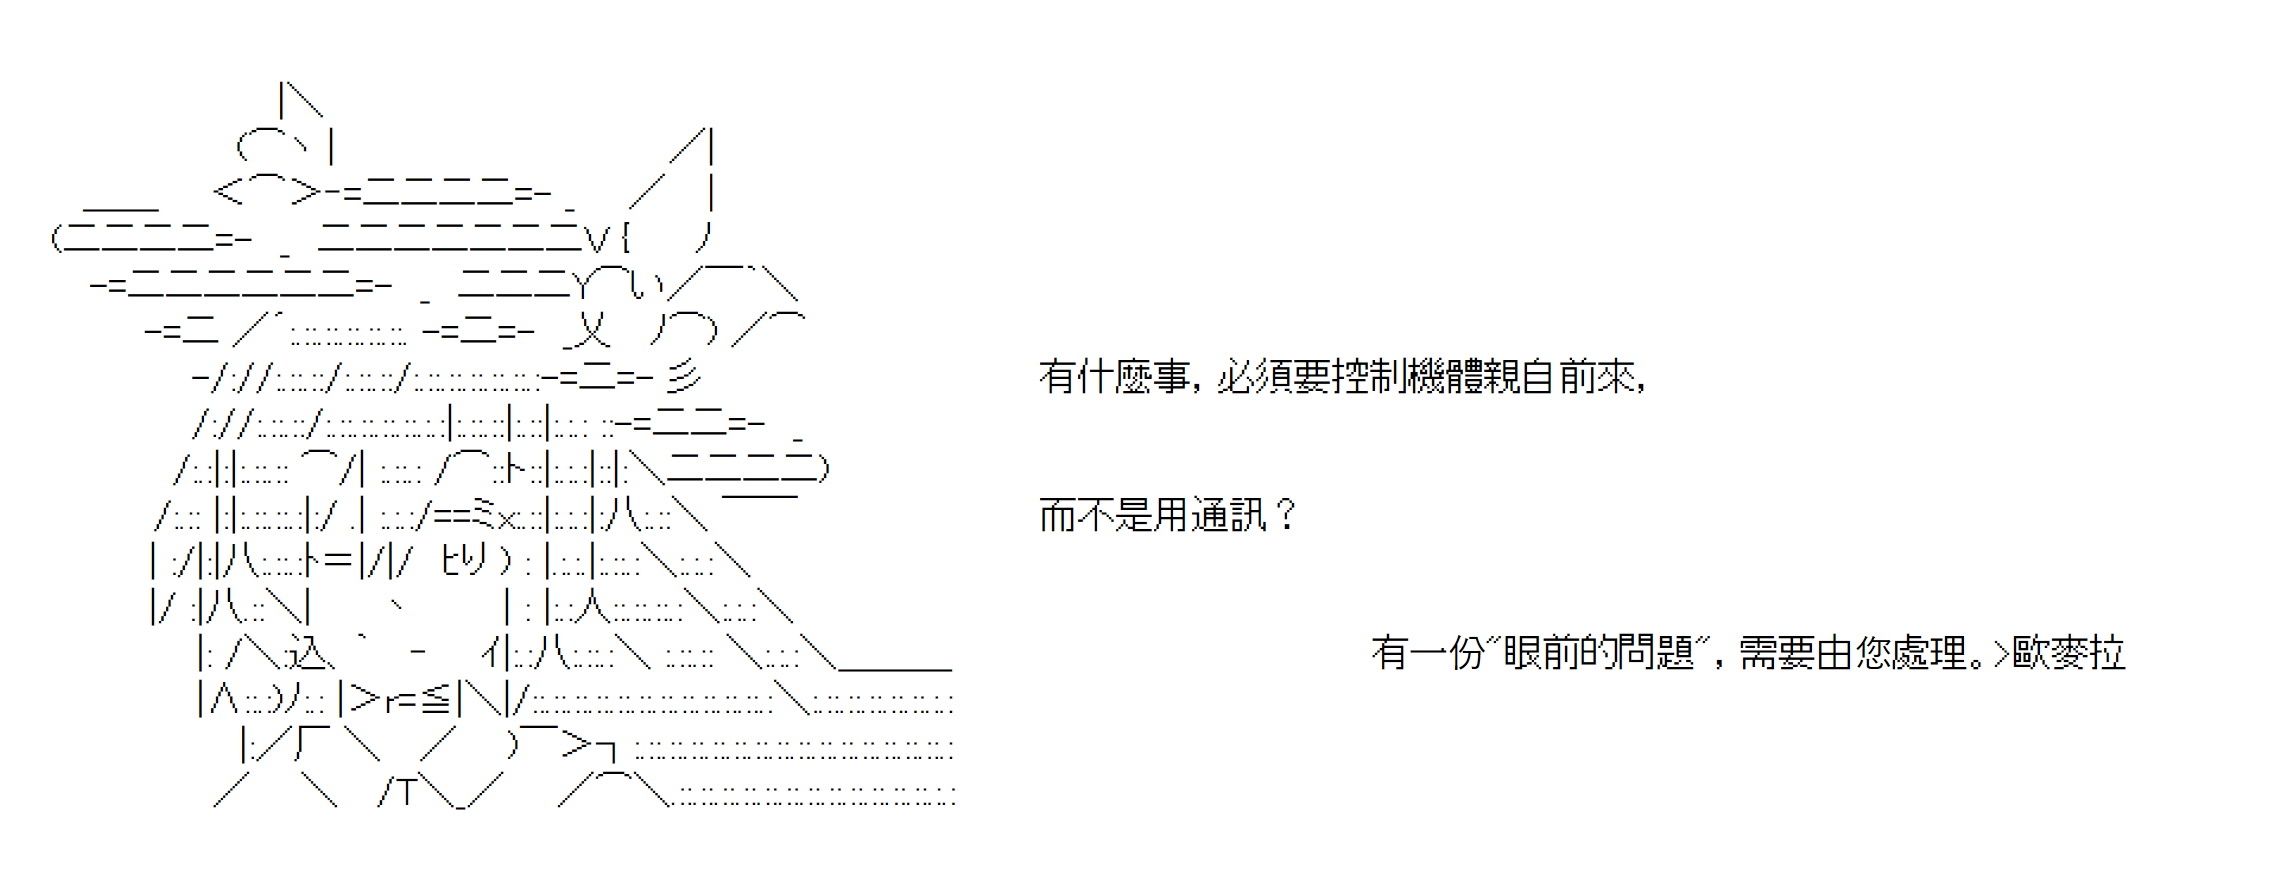 有什麼事，必須要控制機體親自前來，
而不是用通訊？
有一份"眼前的問題"，需要由您處理。>歐麥拉